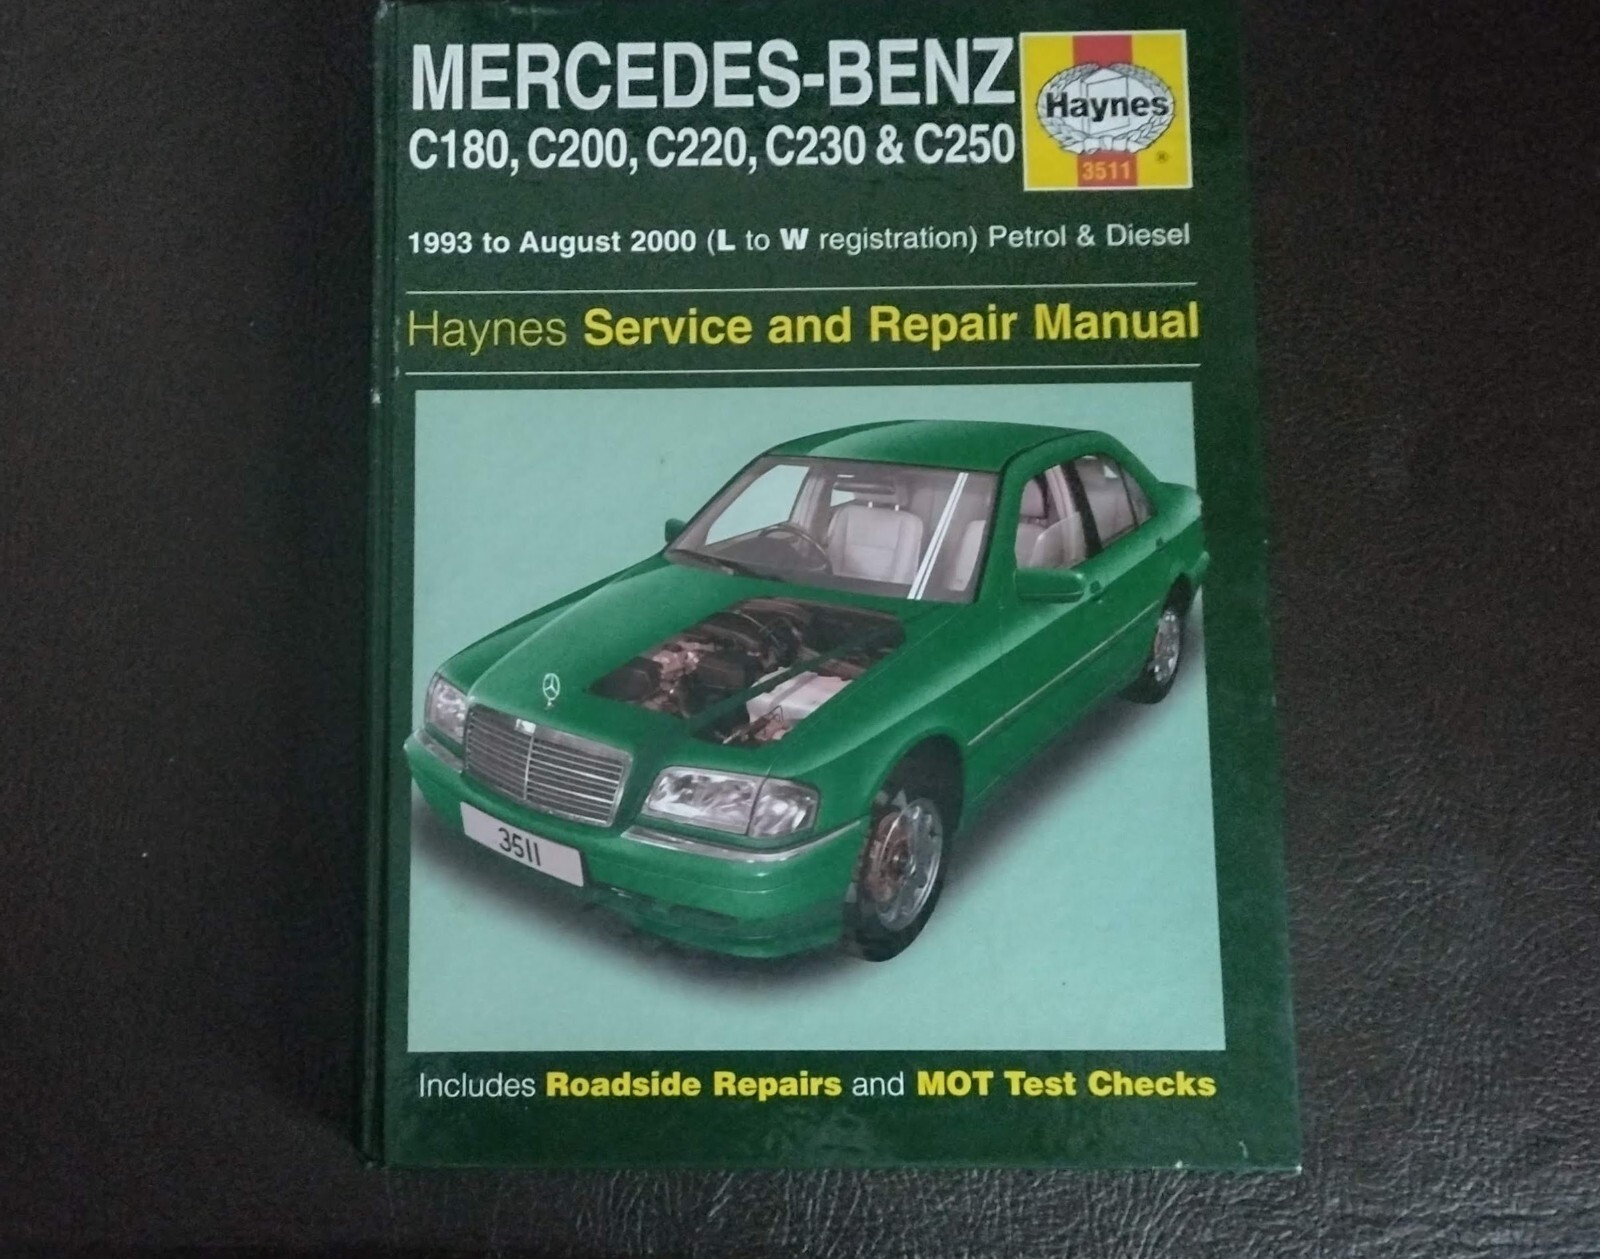 MERCEDES-BENZ
C180, C200, C220, C230 & C250
Haynes
3511
®
1993 to August 2000 (L to W registration) Petrol & Diesel
Haynes Service and Repair Manual
3511
Includes Roadside Repairs and MOT Test Checks